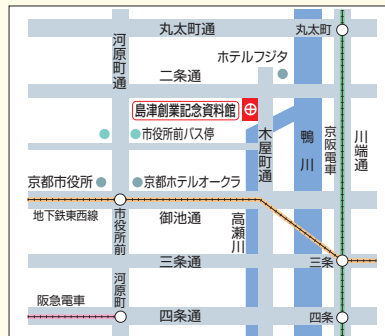 丸太町通
丸太町
河原町通
ホテルフジタ
二条通
島津創業記念資料館
市役所前バス停
木屋町通
鴨川
京阪電車
川端通
京都市役所
京都ホテルオークラ
地下鉄東西線
市役所前
御池通
高瀬川
三条通
三条
河原町
阪急電車
四条通
四条